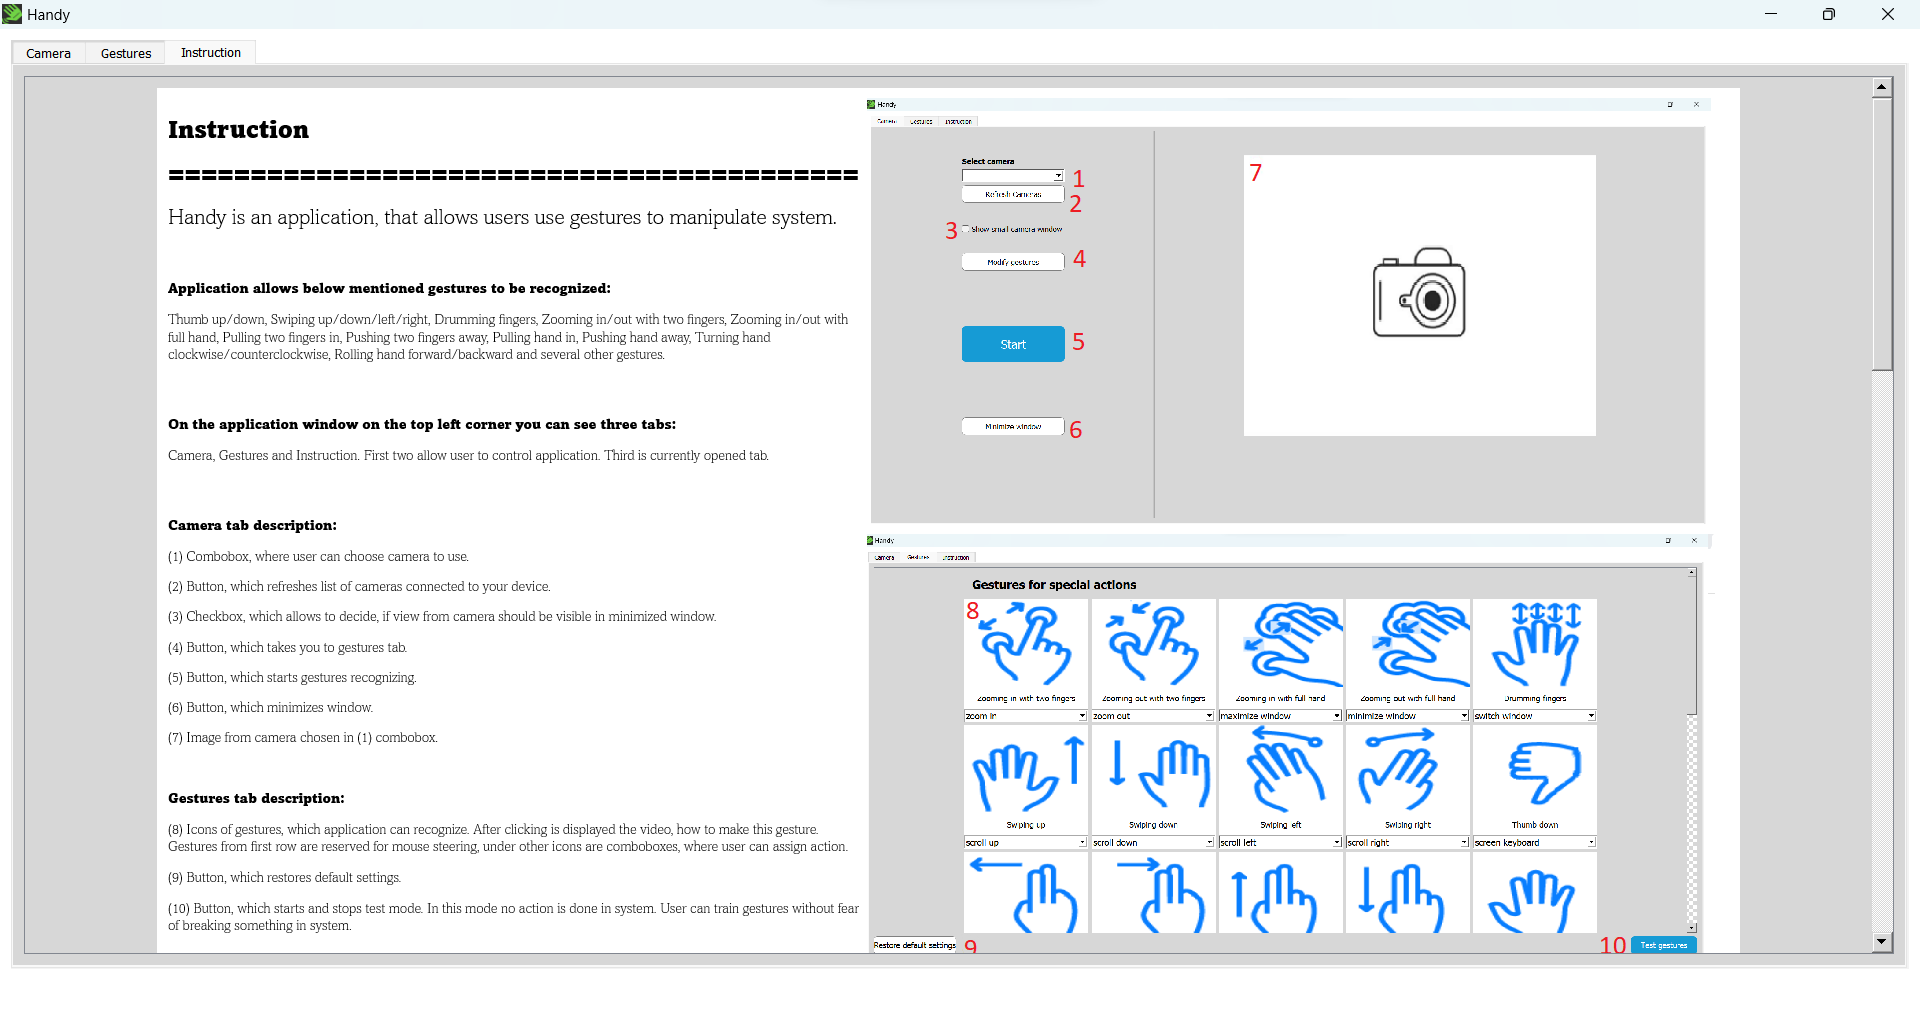 Handy
Camera
Gestures
Instruction
Instruction
==========================================
Handy is an application, that allows users use gestures to manipulate system.
Application allows below mentioned gestures to be recognized:
Thumb up/down, Swiping up/down/left/right, Drumming fingers, Zooming in/out with two fingers, Zooming in/out with
full hand, Pulling two fingers in, Pushing two fingers away, Pulling hand in, Pushing hand away, Turning hand
clockwise/counterclockwise, Rolling hand forward/backward and several other gestures.
On the application window on the top left corner you can see three tabs:
Camera, Gestures and Instruction. First two allow user to control application. Third is currently opened tab.
Camera tab description:
(1) Combobox, where user can choose camera to use.
(2) Button, which refreshes list of cameras connected to your device.
(3) Checkbox, which allows to decide, if view from camera should be visible in minimized window.
(4) Button, which takes you to gestures tab.
(5) Button, which starts gestures recognizing.
(6) Button, which minimizes window.
(7) Image from camera chosen in (1) combobox.
Gestures tab description:
(8) Icons of gestures, which application can recognize. After clicking is displayed the video, how to make this gesture.
Gestures from first row are reserved for mouse steering, under other icons are comboboxes, where user can assign action.
(9) Button, which restores default settings.
(10) Button, which starts and stops test mode. In this mode no action is done in system. User can train gestures without fear
of breaking something in system.
Handy
Camera Gestures Instruction
Select camera
1
Refresh Cameras
2
3 Show small camera window
Modify gestures 4
Start 5
Minimize window 6
7
Handy
Camera Gestures Instruction
Gestures for special actions
8
Zooming in with two fingers Zooming out with two fingers Zooming in with full hand Zooming out with full hand Drumming fingers
zoom in zoom out maximize window minimize window switch window
Swiping up Swiping down Swiping left Swiping right Thumb down
scroll up scroll down scroll left scroll right screen keyboard
Restore default settings 9 10 Test gestures